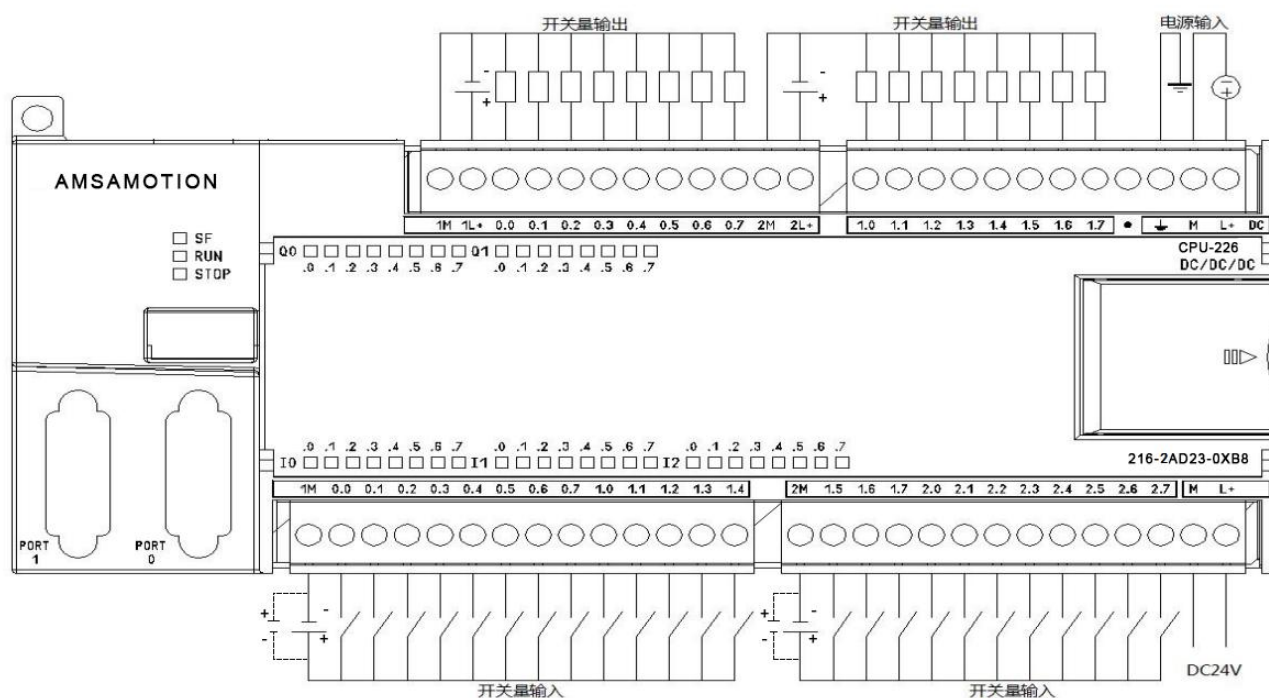 开关量输出 开关量输出 电源输入
- + - + - +
AMSAMOTION
SF
RUN
STOP
1M 1L+ 0.0 0.1 0.2 0.3 0.4 0.5 0.6 0.7 2M 2L+ 1.0 1.1 1.2 1.3 1.4 1.5 1.6 1.7 M L+ DC
CPU-226
DC/DC/DC
Q0 Q1
.0 .1 .2 .3 .4 .5 .6 .7 .0 .1 .2 .3 .4 .5 .6 .7
.0 .1 .2 .3 .4 .5 .6 .7 .0 .1 .2 .3 .4 .5 .6 .7 .0 .1 .2 .3 .4 .5 .6 .7
I0 I1 I2
216-2AD23-0XB8
1M 0.0 0.1 0.2 0.3 0.4 0.5 0.6 0.7 1.0 1.1 1.2 1.3 1.4 2M 1.5 1.6 1.7 2.0 2.1 2.2 2.3 2.4 2.5 2.6 2.7 M L+
PORT
1
PORT
0
+ - + -
- + - +
DC24V
开关量输入 开关量输入